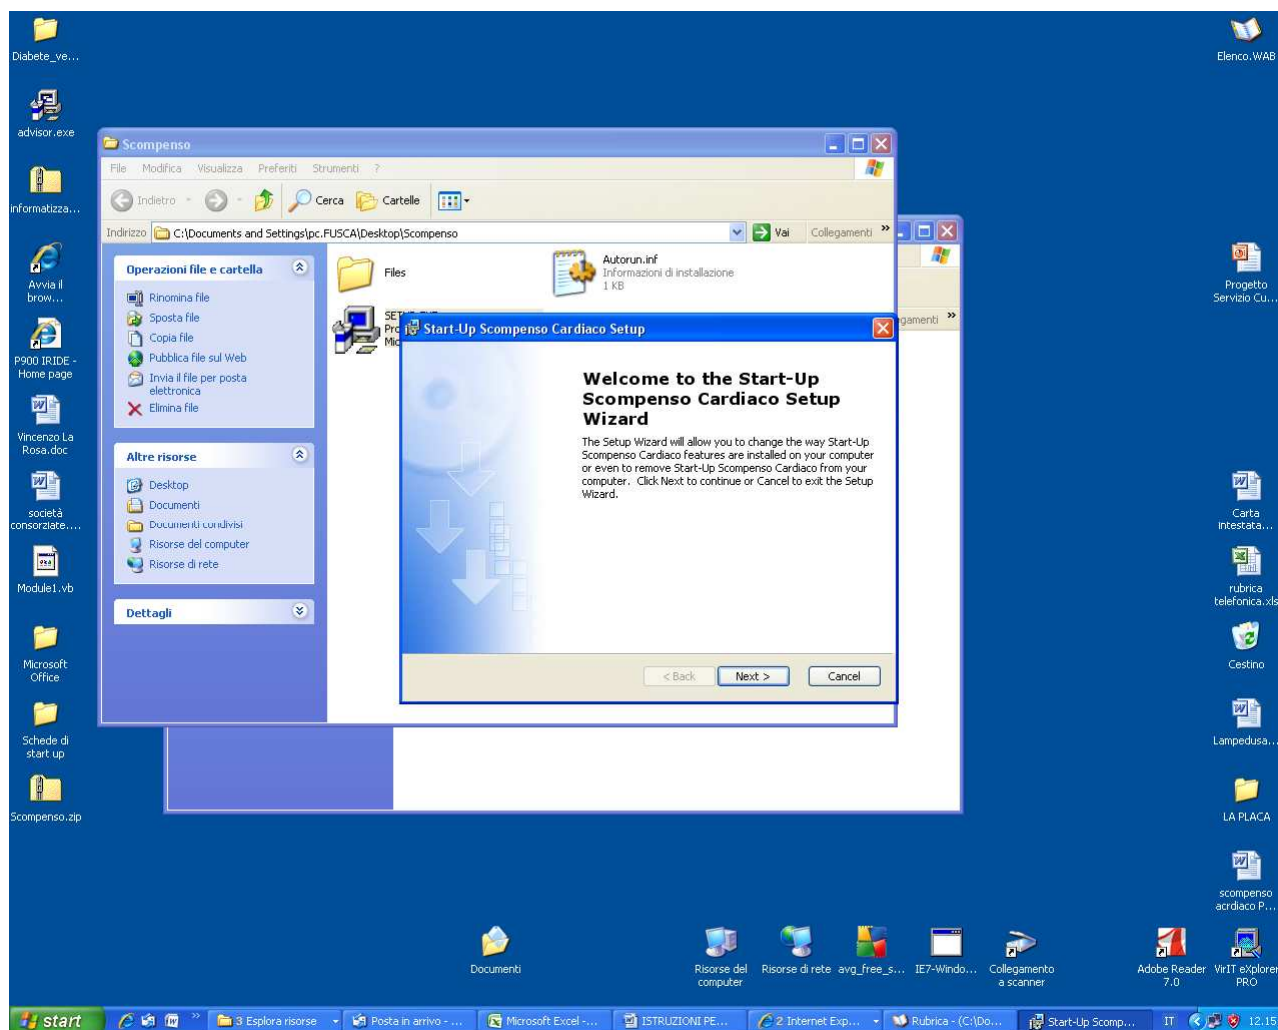 Diabete_ve...
Elenco.WAB
advisor.exe
informatizza...
Avvia il
brow...
P900 IRIDE -
Home page
Vincenzo La
Rosa.doc
società
consorziate....
Module1.vb
Microsoft
Office
Schede di
start up
Scompenso.zip
Scompenso
File Modifica Visualizza Preferiti Strumenti ?
Indietro
Cerca
Cartelle
Indirizzo C:\Documents and Settings\pc.FUSCA\Desktop\Scompenso
Vai Collegamenti »
Operazioni file e cartella
Rinomina file
Sposta file
Copia file
Pubblica file sul Web
Invia il file per posta
elettronica
Elimina file
Altre risorse
Desktop
Documenti
Documenti condivisi
Risorse del computer
Risorse di rete
Dettagli
Files
Autorun.inf
Informazioni di installazione
1 KB
gamenti »
Start-Up Scompenso Cardiaco Setup
Welcome to the Start-Up
Scompenso Cardiaco Setup
Wizard
The Setup Wizard will allow you to change the way Start-Up
Scompenso Cardiaco features are installed on your computer
or even to remove Start-Up Scompenso Cardiaco from your
computer. Click Next to continue or Cancel to exit the Setup
Wizard.
< Back Next > Cancel
Progetto
Servizio Cu...
Carta
intestata...
rubrica
telefonica.xls
Cestino
Lampedusa...
LA PLACA
scompenso
acrdiaco P...
Documenti
Risorse del
computer
Risorse di rete
avg_free_s...
IE7-Windo...
Collegamento
a scanner
Adobe Reader
7.0
VirIT eXplorer
PRO
start » 3 Esplora risorse Posta in arrivo - ... Microsoft Excel -... ISTRUZIONI PE... 2 Internet Exp... Rubrica - (C:\Do... Start-Up Scomp... IT 12.15